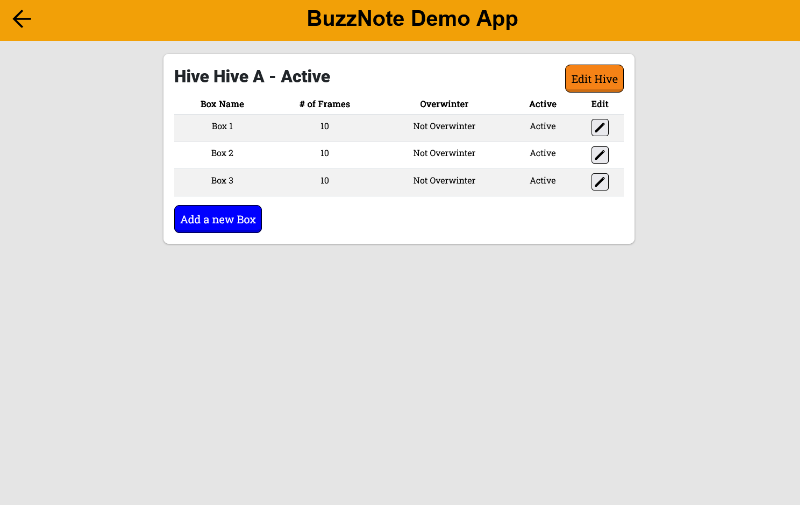 BuzzNote Demo App
Hive Hive A - Active
Edit Hive
Box Name # of Frames Overwinter Active Edit
Box 1 10 Not Overwinter Active
Box 2 10 Not Overwinter Active
Box 3 10 Not Overwinter Active
Add a new Box